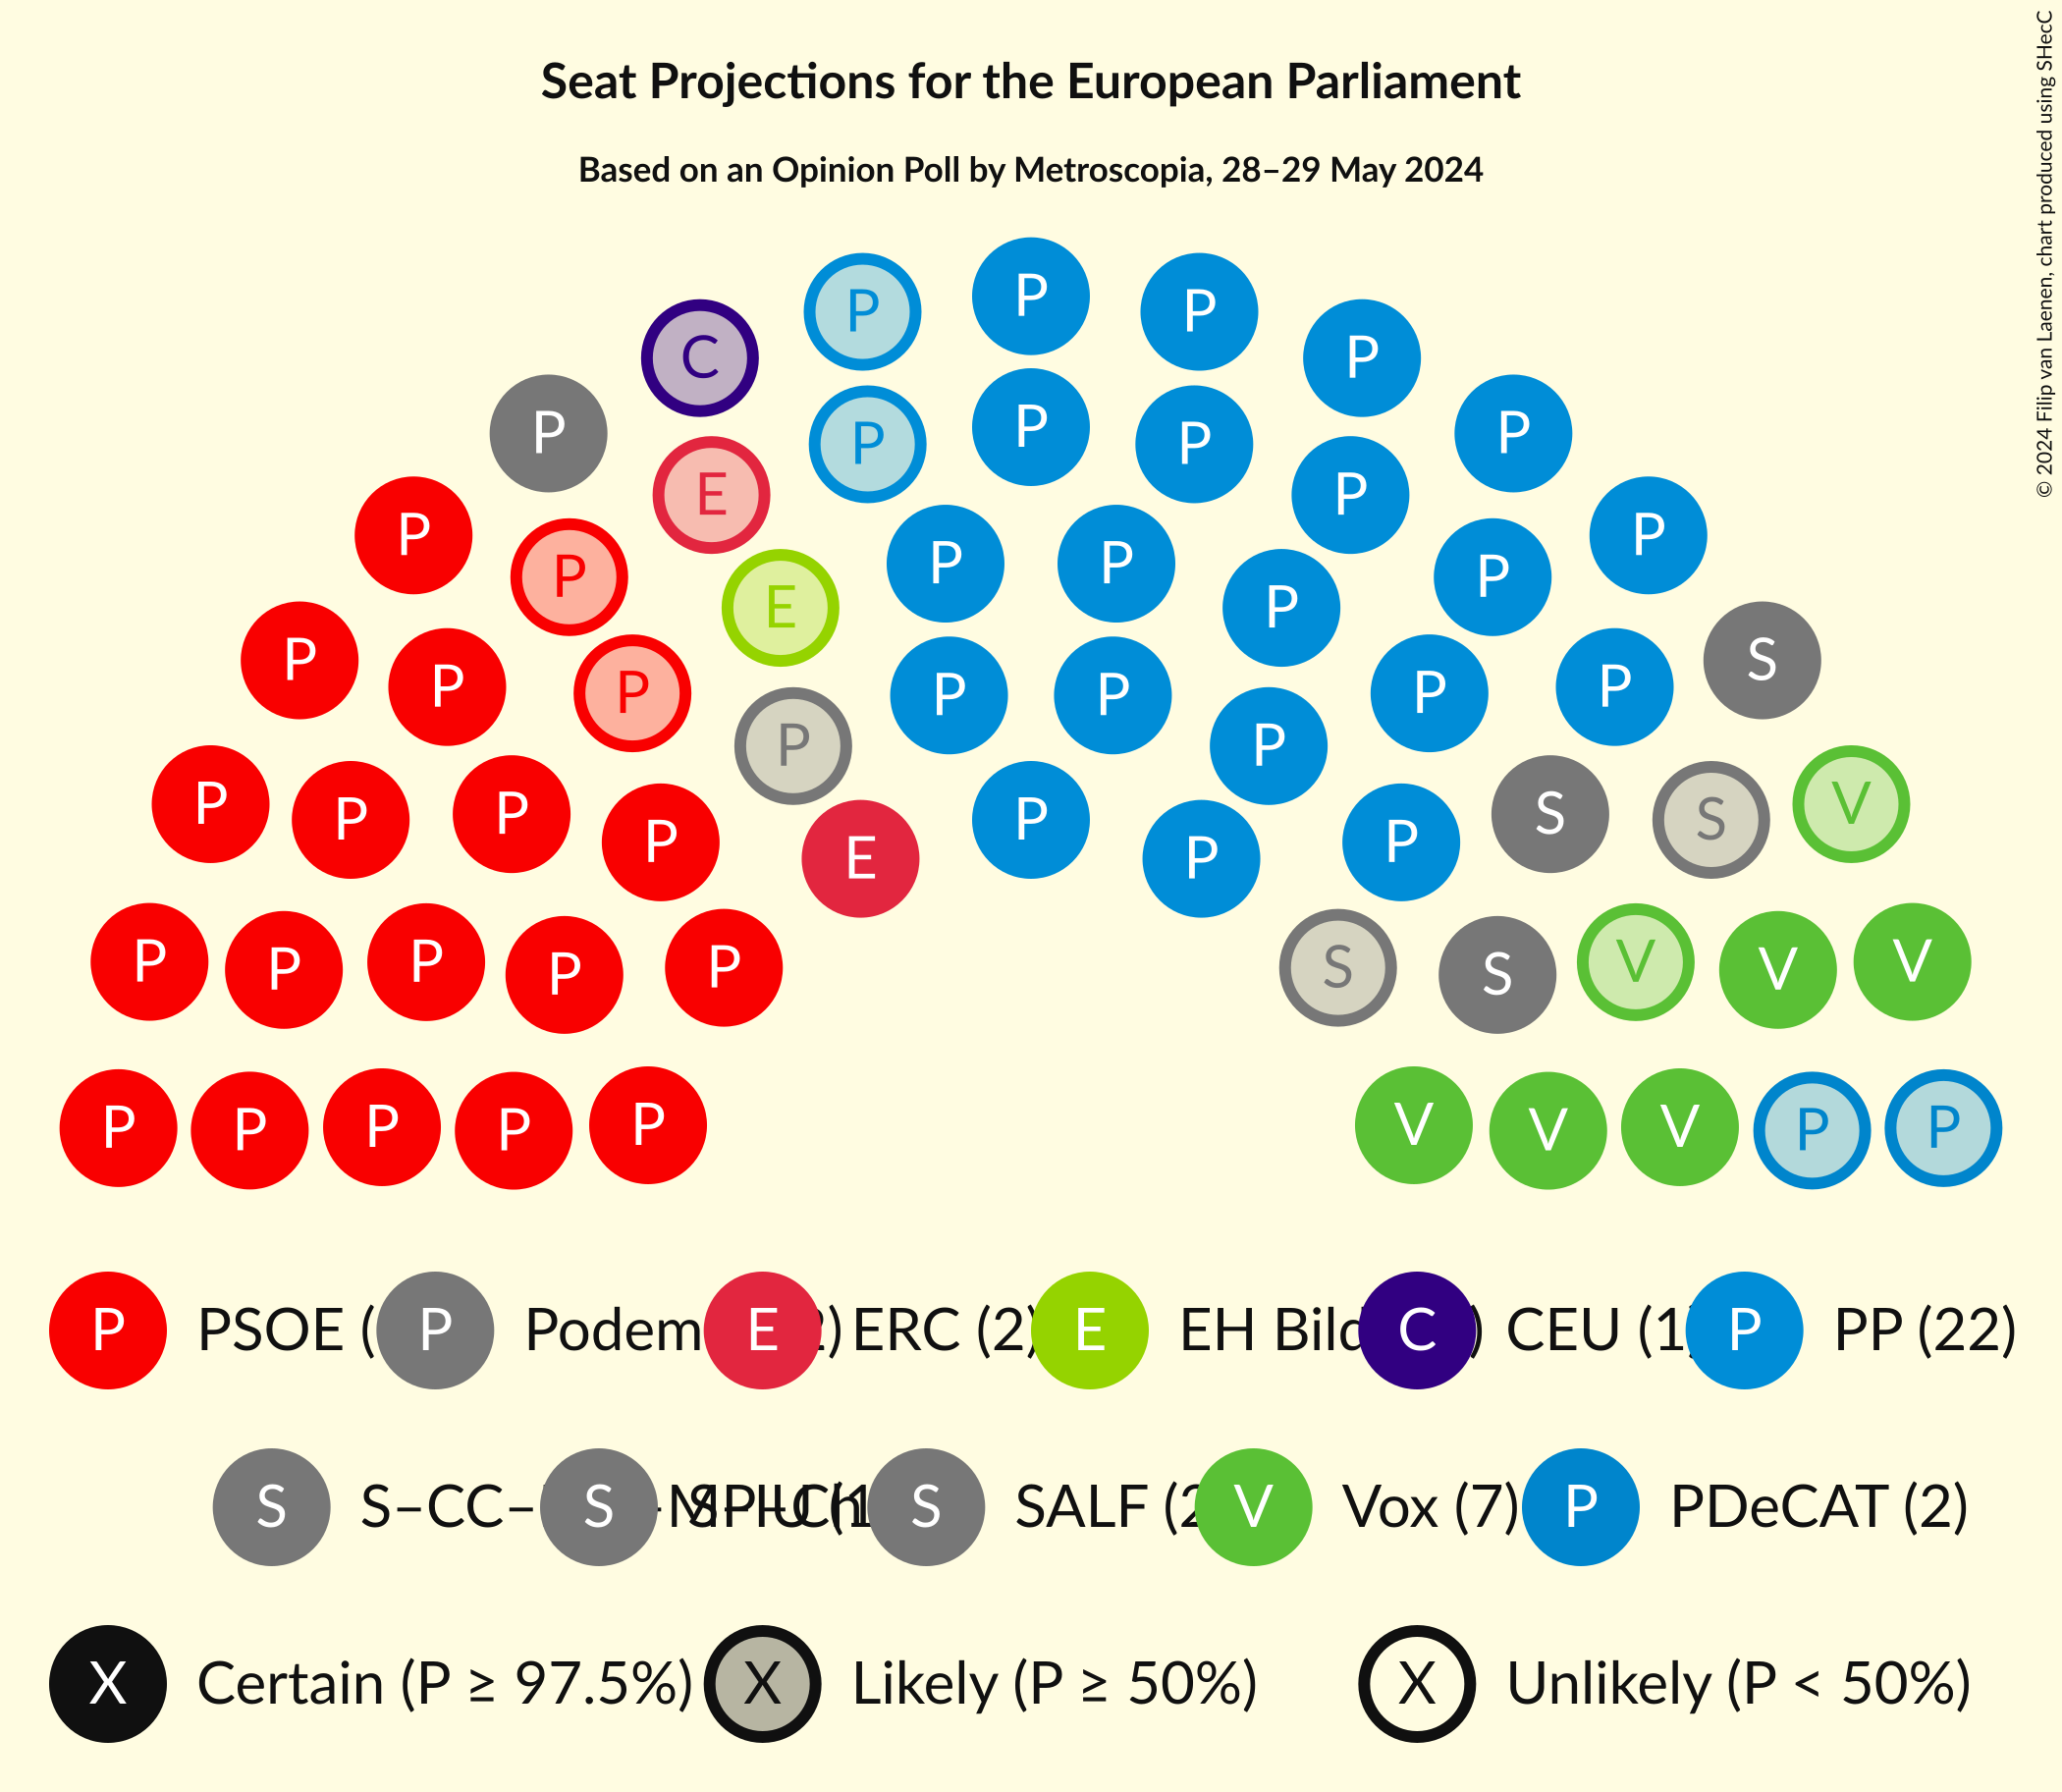 Seat Projections for the European Parliament
Based on an Opinion Poll by Metroscopia, 28–29 May 2024
© 2024 Filip van Laenen, chart produced using SHecC
P P P P
C P P P P
P E P P P
P P E P P P P P
P P P P P P P S
P P P P P E P P P P S S V
P P P P P S S V V V
P P P P P V V V P P
P PSOE ( P Podem E 2) ERC (2) E EH Bild C ) CEU (1) P PP (22)
S S–CC– S S SALF (2 V Vox (7) P PDeCAT (2)
X Certain (P ≥ 97.5%) X Likely (P ≥ 50%) X Unlikely (P < 50%)